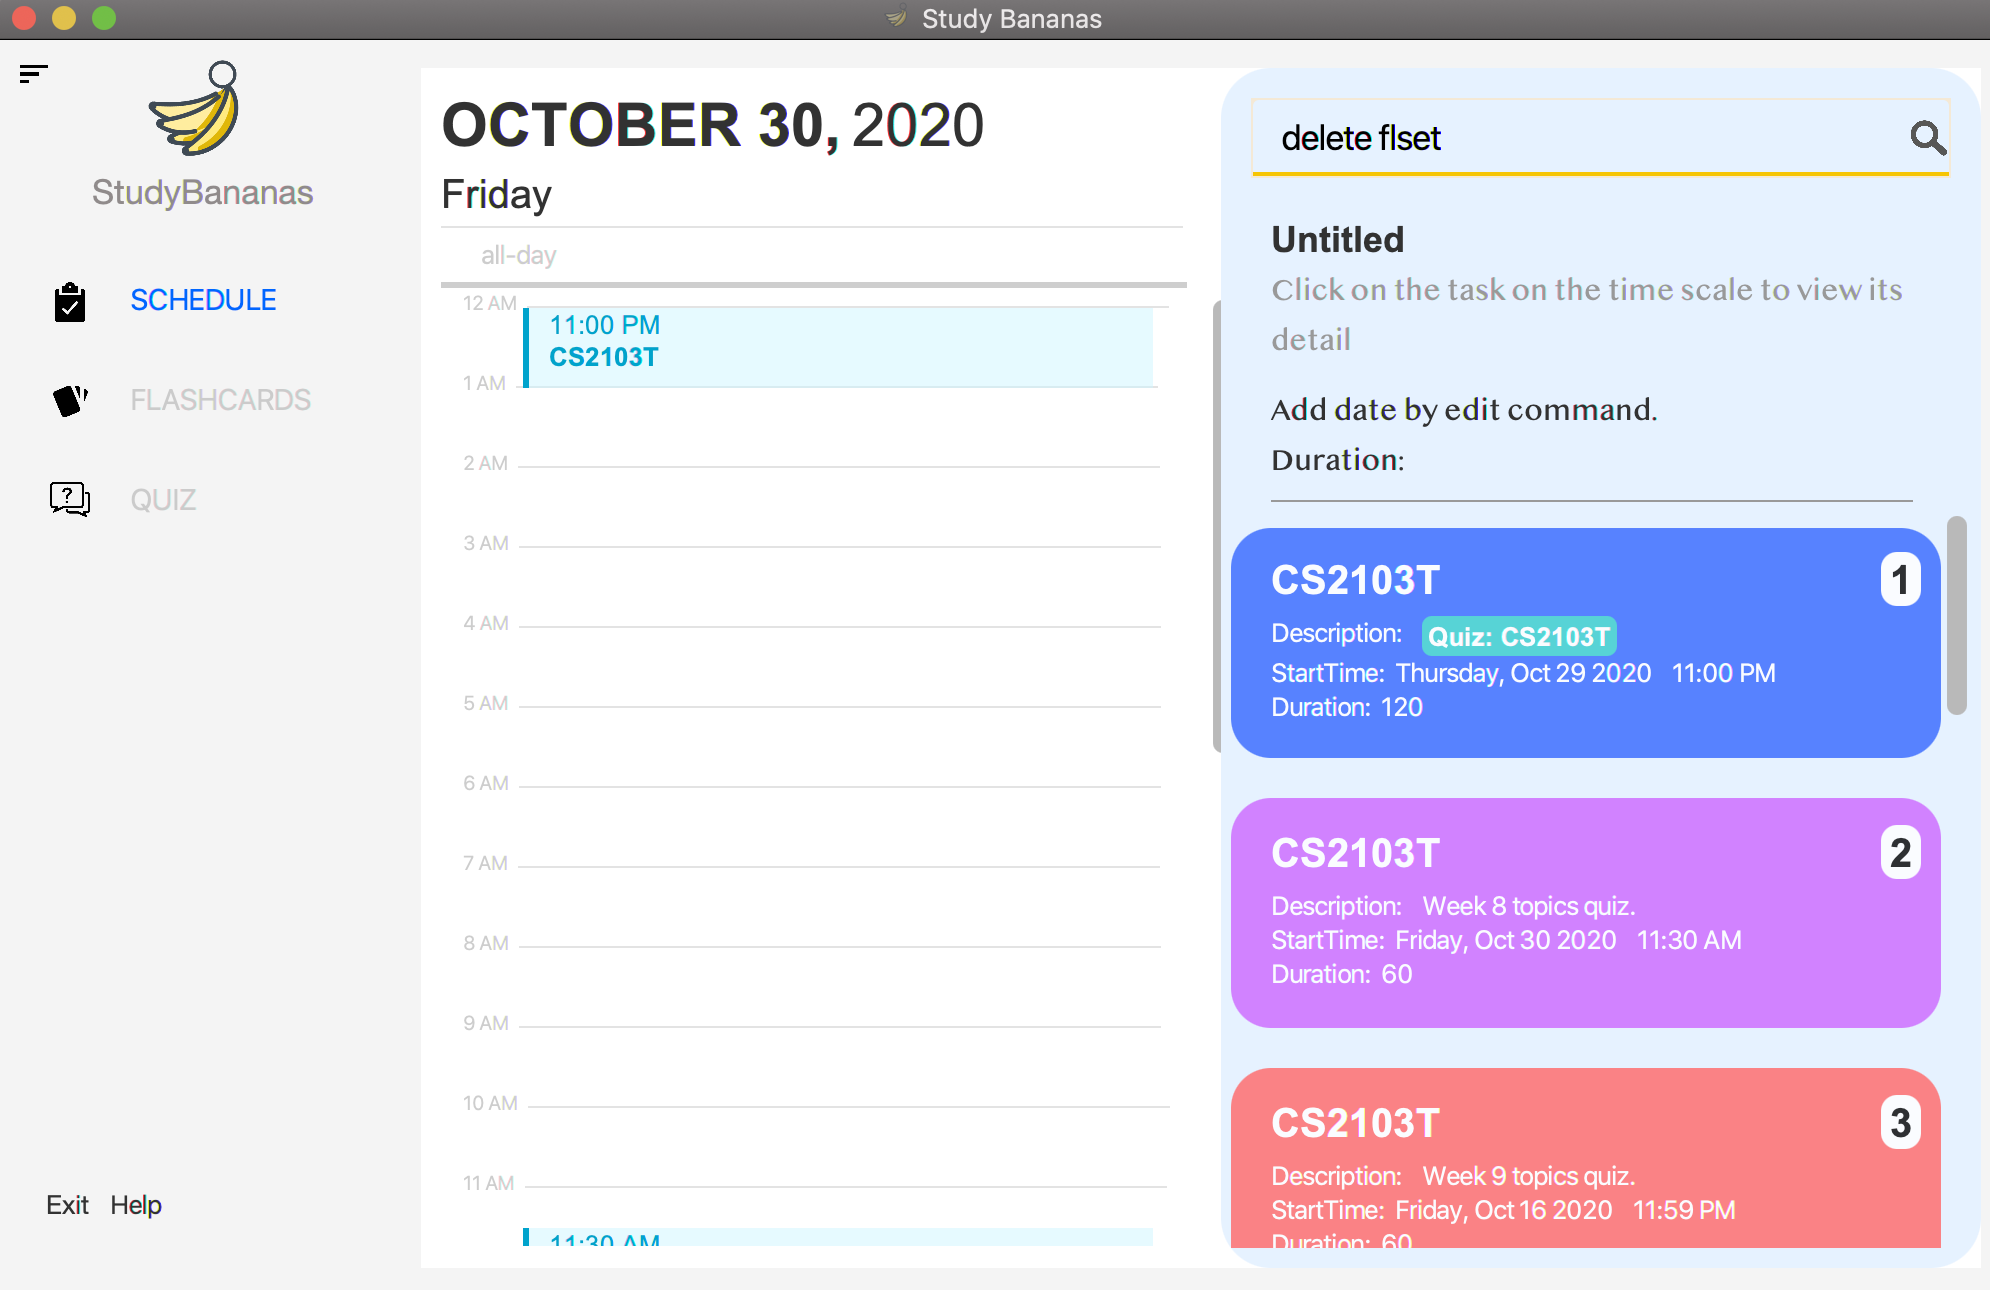 Study Bananas
StudyBananas
SCHEDULE
FLASHCARDS
QUIZ
Exit Help
OCTOBER 30, 2020
Friday
all-day
12 AM
11:00 PM
CS2103T
1 AM
2 AM
3 AM
4 AM
5 AM
6 AM
7 AM
8 AM
9 AM
10 AM
11 AM
11:30 AM
delete flset
Untitled
Click on the task on the time scale to view its
detail
Add date by edit command.
Duration:
CS2103T 1
Description: Quiz: CS2103T
StartTime: Thursday, Oct 29 2020 11:00 PM
Duration: 120
CS2103T 2
Description: Week 8 topics quiz.
StartTime: Friday, Oct 30 2020 11:30 AM
Duration: 60
CS2103T 3
Description: Week 9 topics quiz.
StartTime: Friday, Oct 16 2020 11:59 PM
Duration: 60